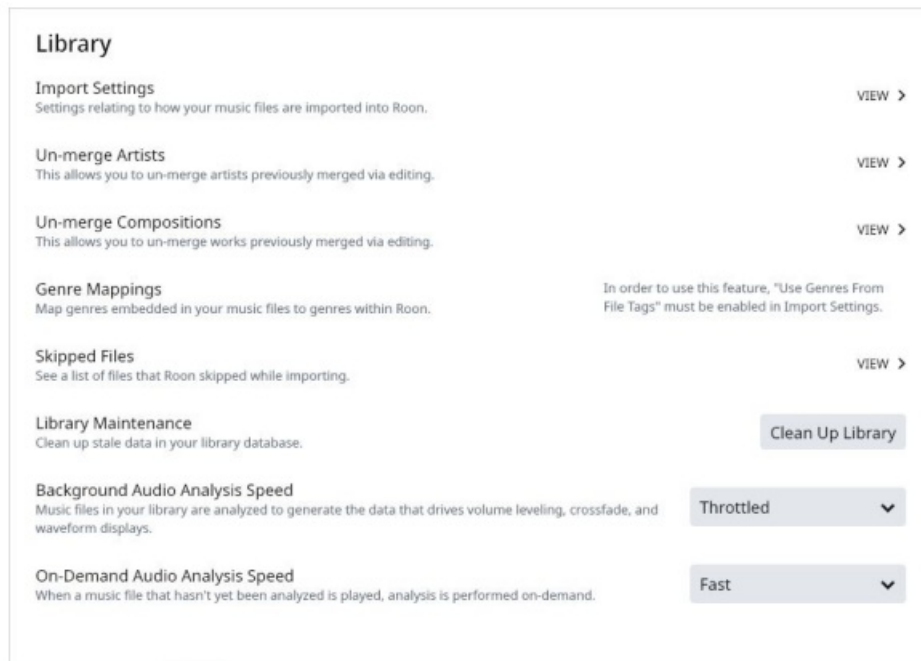 Library
Import Settings
Settings relating to how your music files are imported into Roon.
VIEW >
Un-merge Artists
This allows you to un-merge artists previously merged via editing.
VIEW >
Un-merge Compositions
This allows you to un-merge works previously merged via editing.
VIEW >
Genre Mappings
Map genres embedded in your music files to genres within Roon.
In order to use this feature, "Use Genres From
File Tags" must be enabled in Import Settings.
Skipped Files
See a list of files that Roon skipped while importing.
VIEW >
Library Maintenance
Clean up stale data in your library database.
Clean Up Library
Background Audio Analysis Speed
Music files in your library are analyzed to generate the data that drives volume leveling, crossfade, and
waveform displays.
Throttled
On-Demand Audio Analysis Speed
When a music file that hasn't yet been analyzed is played, analysis is performed on-demand.
Fast